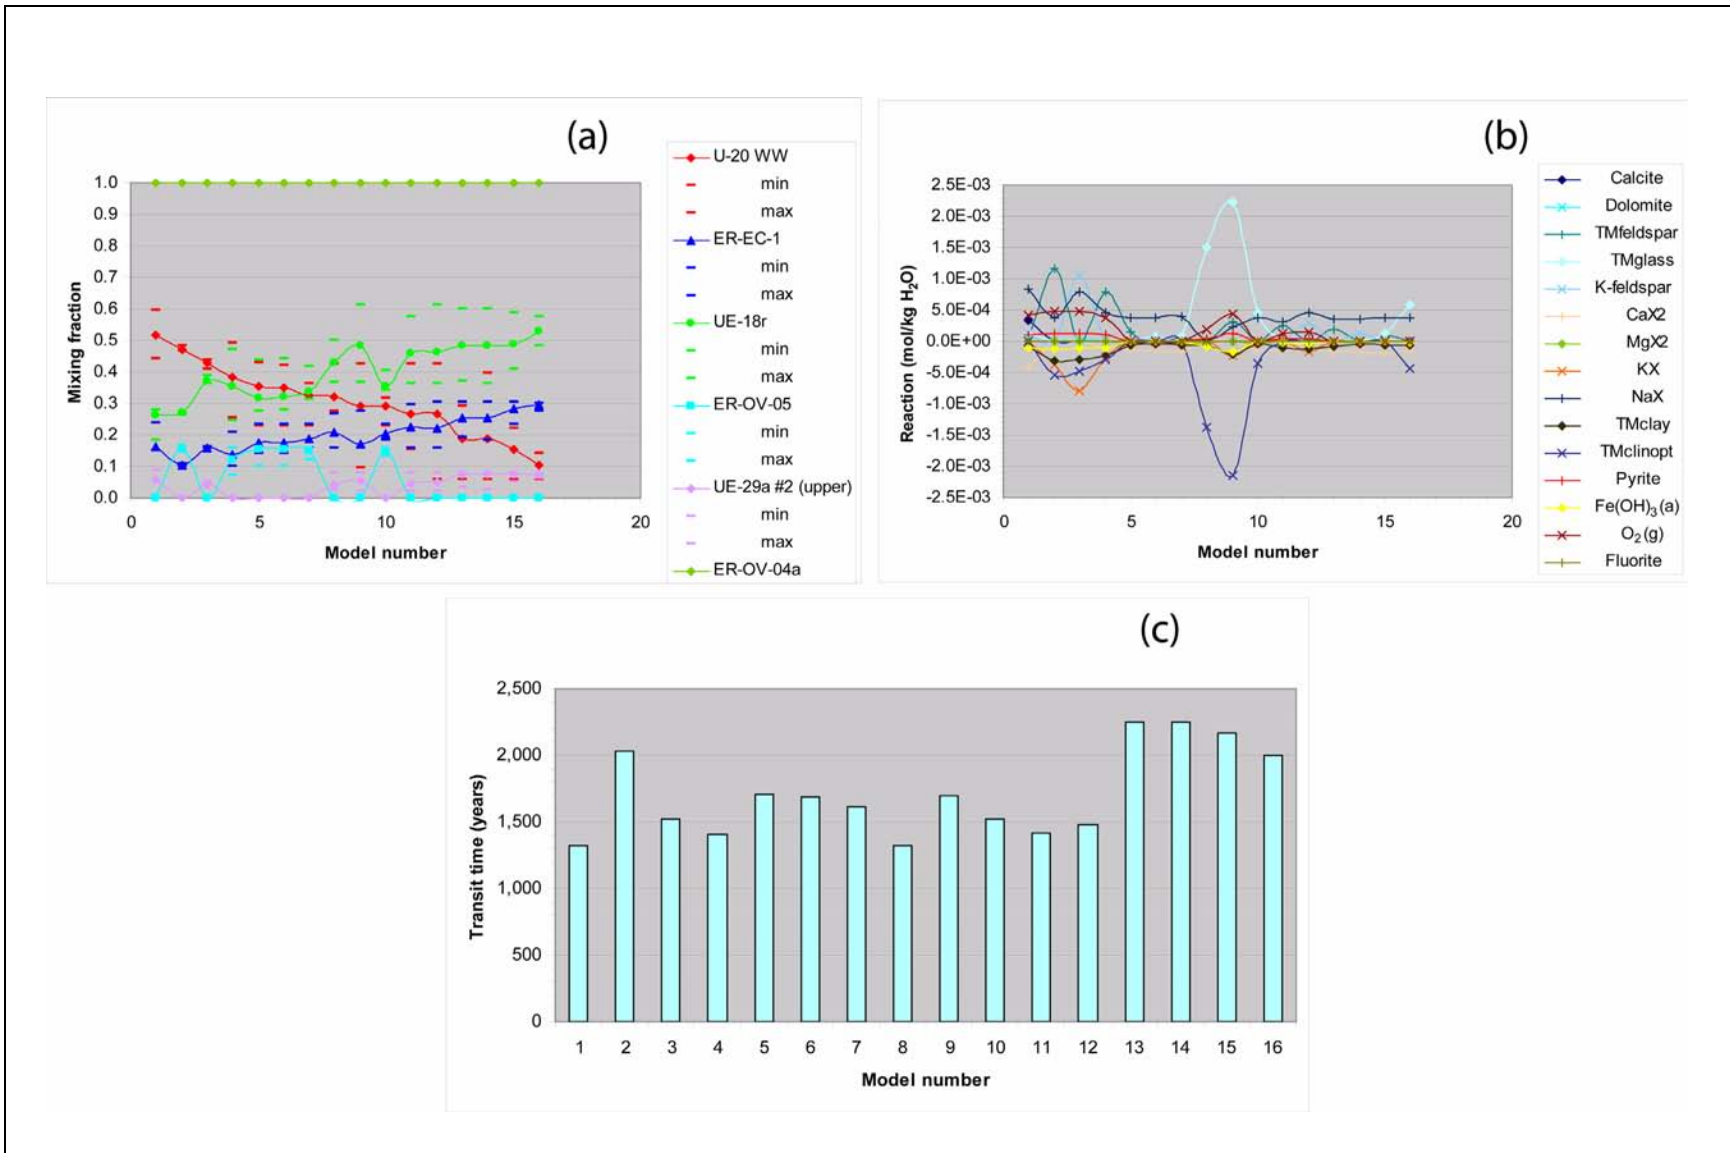 (a)
1.0
0.9
0.8
0.7
0.6
0.5
0.4
0.3
0.2
0.1
0.0
Mixing fraction
0 5 10 15 20
Model number
U-20 WW
min
max
ER-EC-1
min
max
UE-18r
min
max
ER-OV-05
min
max
UE-29a #2 (upper)
min
max
ER-OV-04a
(b)
2.5E-03
2.0E-03
1.5E-03
1.0E-03
5.0E-04
0.0E+00
-5.0E-04
-1.0E-03
-1.5E-03
-2.0E-03
-2.5E-03
Reaction (mol/kg H₂O)
0 5 10 15 20
Model number
Calcite
Dolomite
TMfeldspar
TMglass
K-feldspar
CaX2
MgX2
KX
NaX
TMclay
TMclinopt
Pyrite
Fe(OH)₃(a)
O₂(g)
Fluorite
(c)
2,500
2,000
1,500
1,000
500
0
Transit time (years)
1 2 3 4 5 6 7 8 9 10 11 12 13 14 15 16
Model number